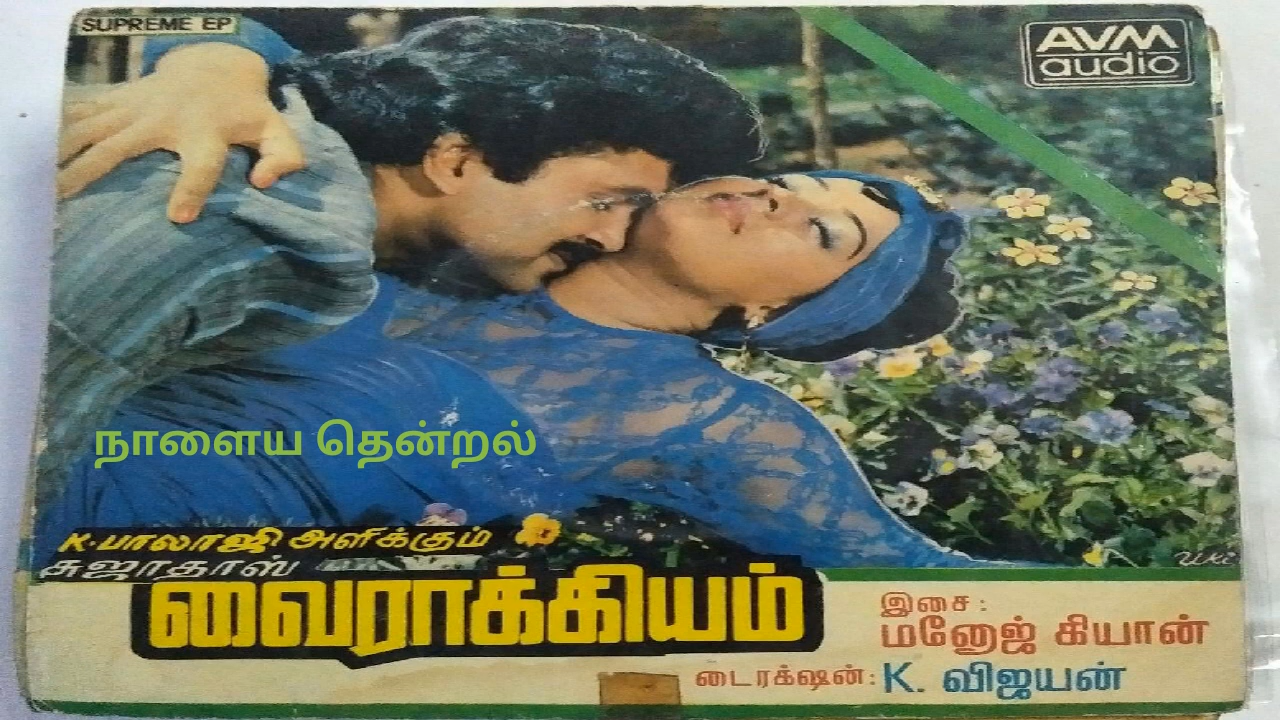 SUPREME EP
AVM
audio
நாளைய தென்றல்
K.பாலாஜி அளிக்கும்
சுஜாதாஸ்
வைராக்கியம்
இசை:
மனோஜ் கியான்
டைரக்‌ஷன்: K. விஜயன்